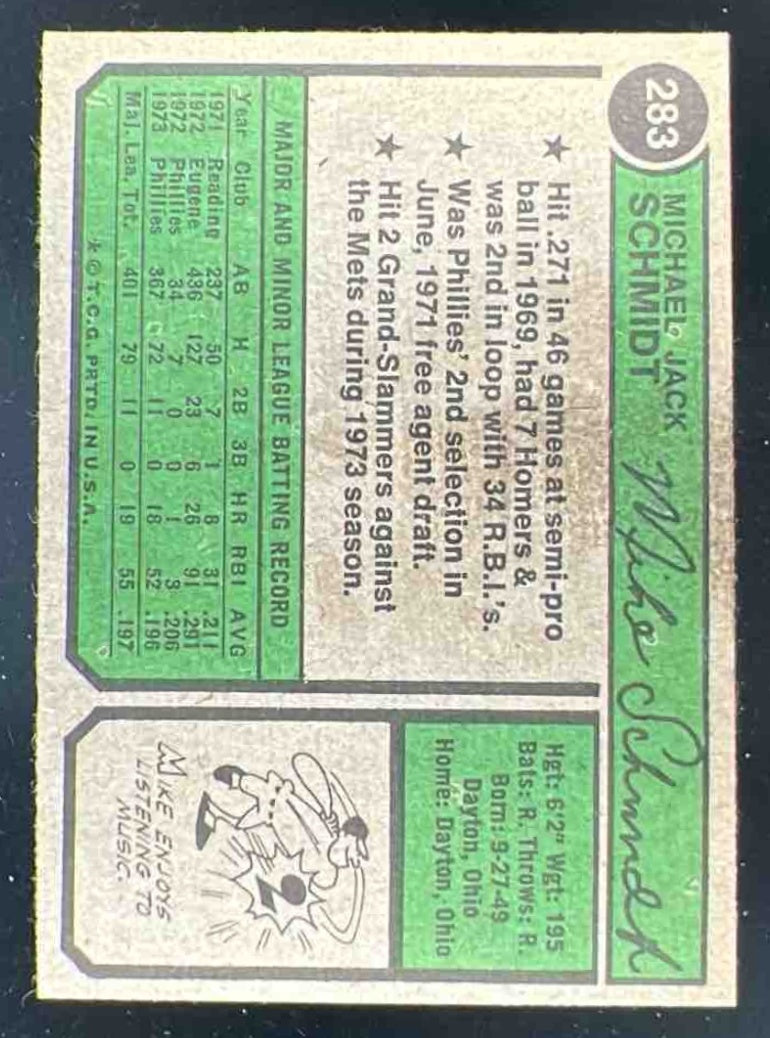 283
MICHAEL JACK
SCHMIDT
Mike Schmidt
★ Hit .271 in 46 games at semi-pro
ball in 1969, had 7 Homers &
was 2nd in loop with 34 R.B.I.'s.
★ Was Phillies' 2nd selection in
June, 1971 free agent draft.
★ Hit 2 Grand-Slammers against
the Mets during 1973 season.
MAJOR AND MINOR LEAGUE BATTING RECORD
Year Club AB H 2B 3B HR RBI AVG
1971 Reading 237 50 7 1 8 31 .211
1972 Eugene 436 127 23 6 26 91 .291
1972 Phillies 34 7 0 0 1 3 .206
1973 Phillies 367 72 11 0 18 52 .196
Maj. Lea. Tot. 401 79 11 0 19 55 .197
*© T.C.G. PRTD. IN U.S.A.
Hgt: 6'2" Wgt: 195
Bats: R. Throws: R.
Born: 9-27-49
Dayton, Ohio
Home: Dayton, Ohio
MIKE ENJOYS
LISTENING TO
MUSIC.